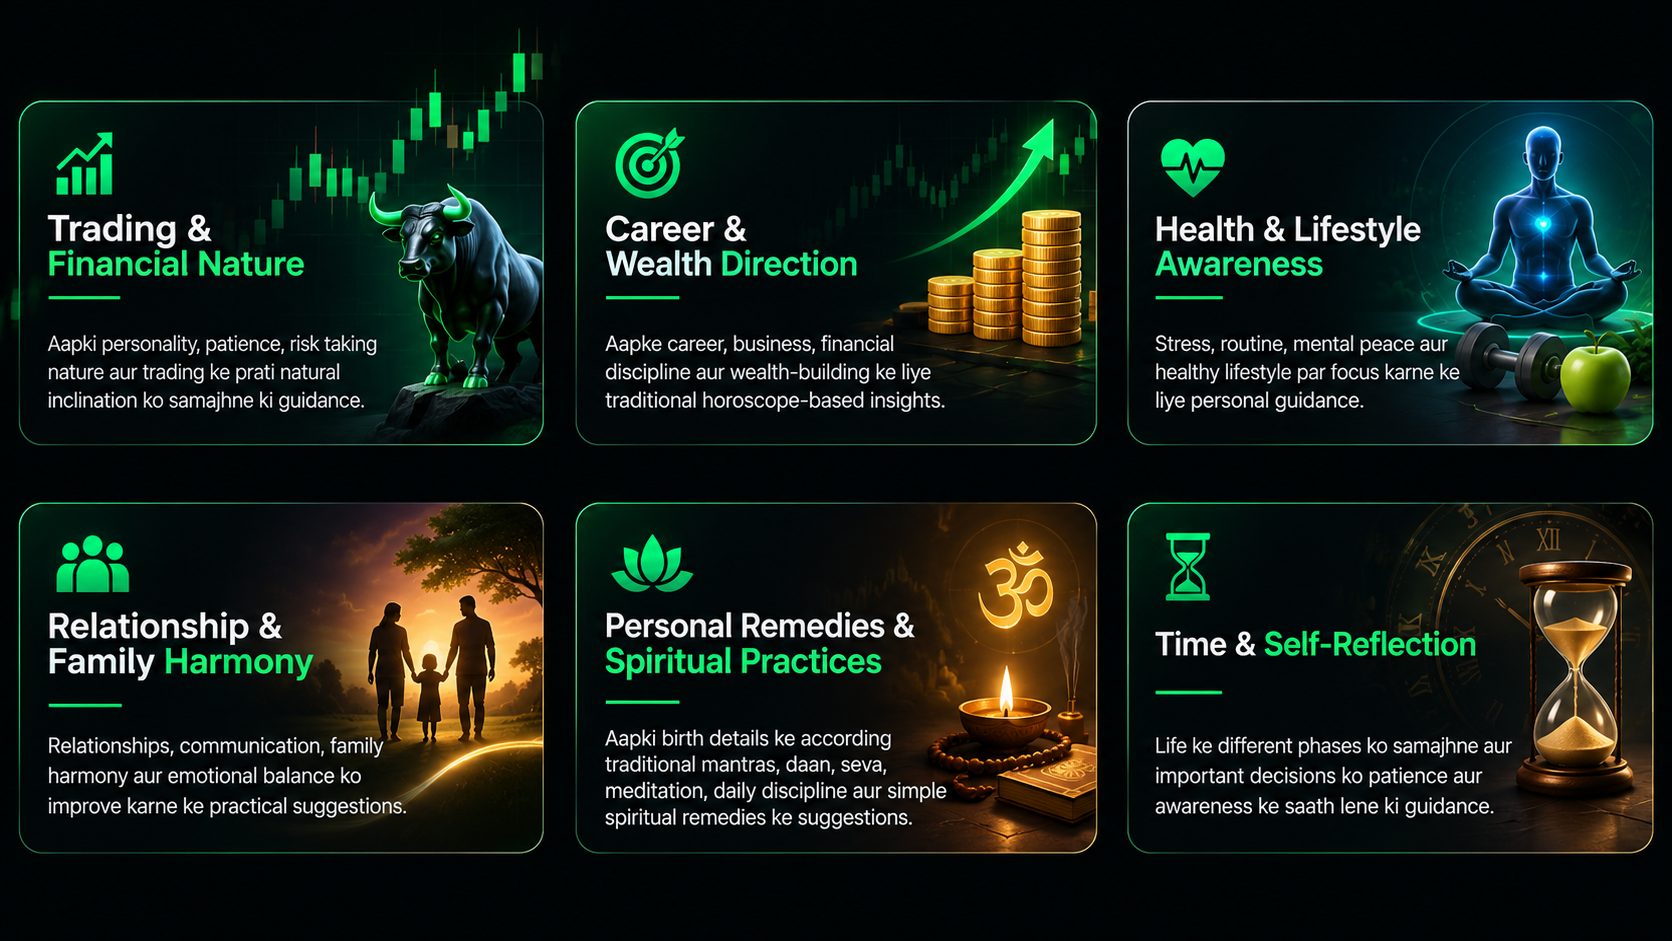 Trading &
Financial Nature
Aapki personality, patience, risk taking
nature aur trading ke prati natural
inclination ko samajhne ki guidance.
Career &
Wealth Direction
Aapke career, business, financial
discipline aur wealth-building ke liye
traditional horoscope-based insights.
Health & Lifestyle
Awareness
Stress, routine, mental peace aur
healthy lifestyle par focus karne ke
liye personal guidance.
Relationship &
Family Harmony
Relationships, communication, family
harmony aur emotional balance ko
improve karne ke practical suggestions.
Personal Remedies &
Spiritual Practices
Aapki birth details ke according
traditional mantras, daan, seva,
meditation, daily discipline aur simple
spiritual remedies ke suggestions.
ॐ
Time & Self-Reflection
Life ke different phases ko samajhne aur
important decisions ko patience aur
awareness ke saath lene ki guidance.
XII